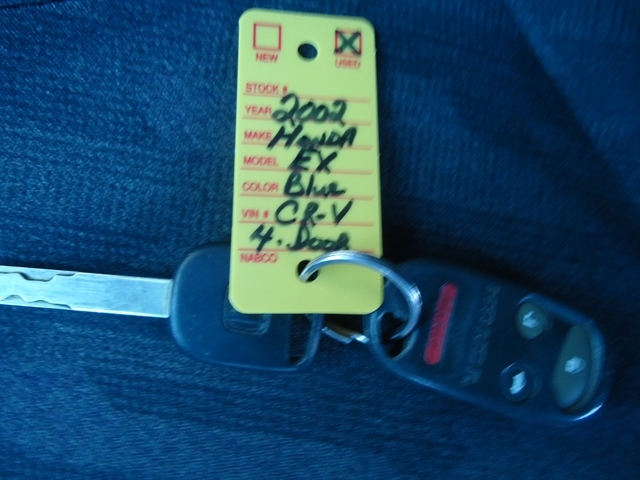 NEW USED
STOCK #
YEAR 2002
MAKE HONDA
MODEL EX
COLOR Blue
VIN # CR-V
4. Door
NABCO